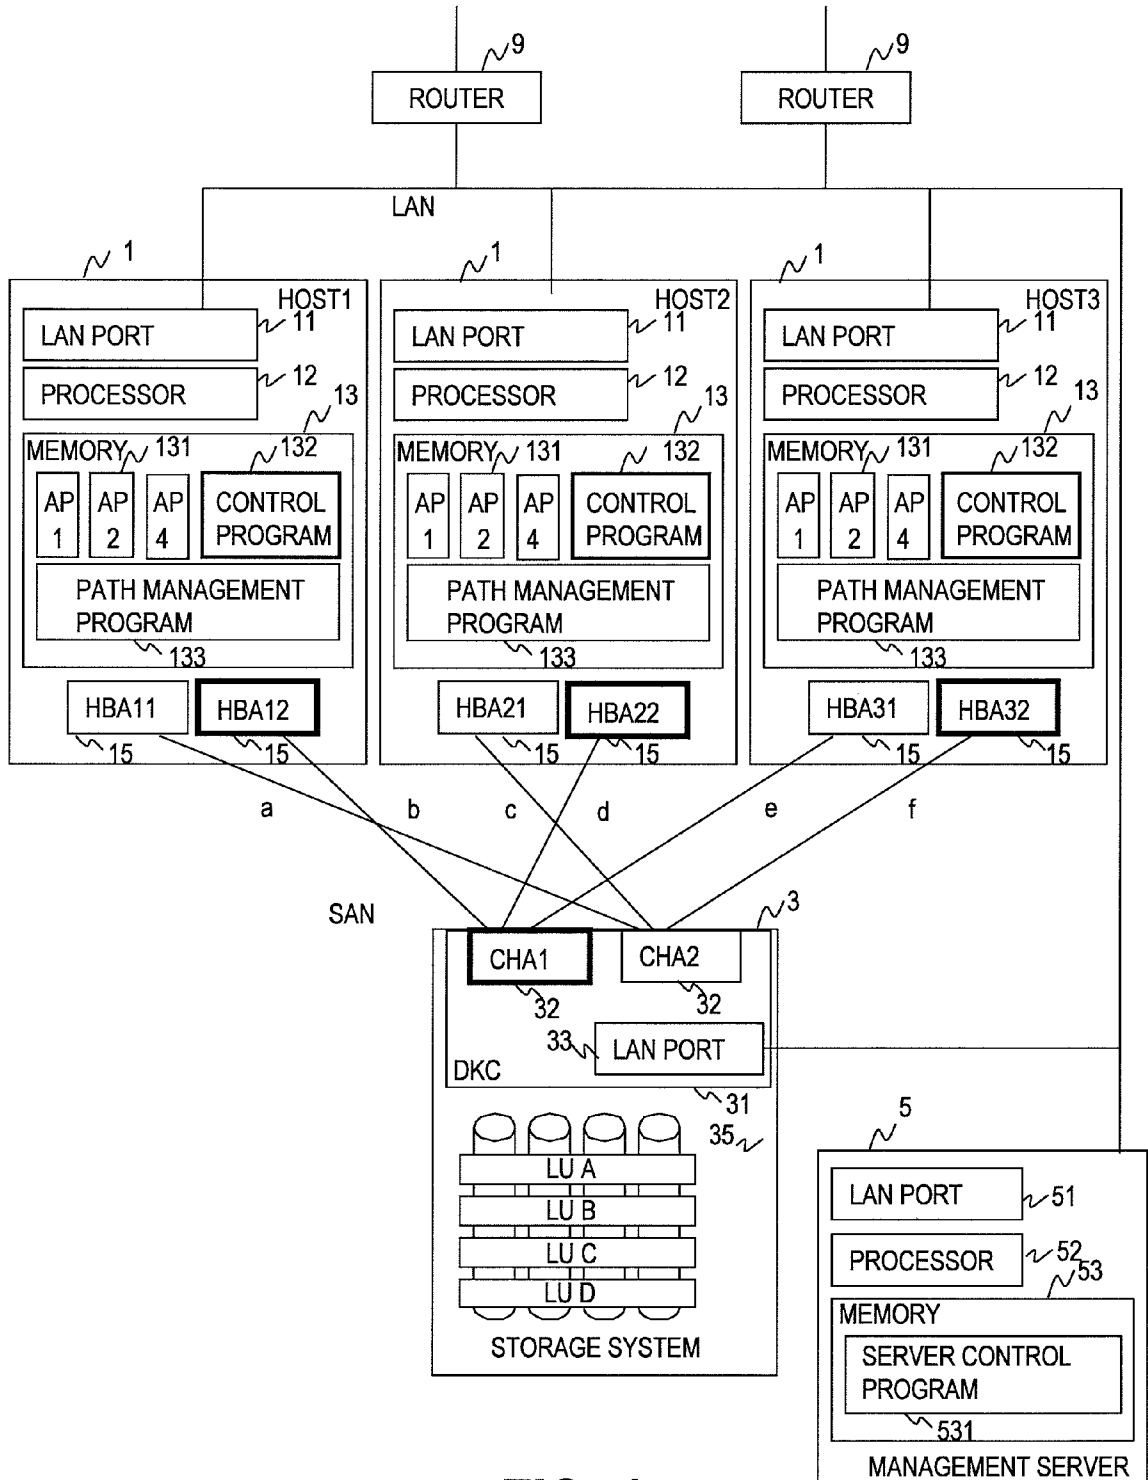 9
9
ROUTER
ROUTER
LAN
1
1
1
HOST1
HOST2
HOST3
LAN PORT
11
LAN PORT
11
LAN PORT
11
PROCESSOR
12
PROCESSOR
12
PROCESSOR
12
13
13
13
MEMORY
131
132
MEMORY
131
132
MEMORY
131
132
AP
1
AP
2
AP
4
CONTROL
PROGRAM
AP
1
AP
2
AP
4
CONTROL
PROGRAM
AP
1
AP
2
AP
4
CONTROL
PROGRAM
PATH MANAGEMENT
PROGRAM
PATH MANAGEMENT
PROGRAM
PATH MANAGEMENT
PROGRAM
133
133
133
HBA11
HBA12
HBA21
HBA22
HBA31
HBA32
15
15
15
15
15
15
a
b
c
d
e
f
SAN
3
CHA1
CHA2
32
32
33
LAN PORT
DKC
31
35
LU A
LU B
LU C
LU D
STORAGE SYSTEM
5
LAN PORT
51
PROCESSOR
52
53
MEMORY
SERVER CONTROL
PROGRAM
531
MANAGEMENT SERVER